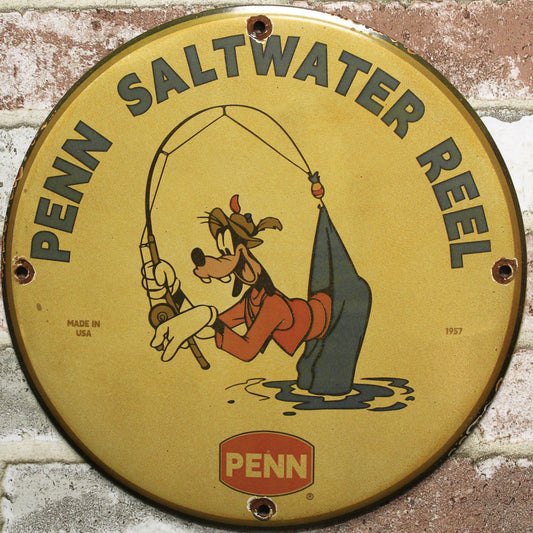 PENN SALTWATER REEL
MADE IN
USA
1957
PENN
®